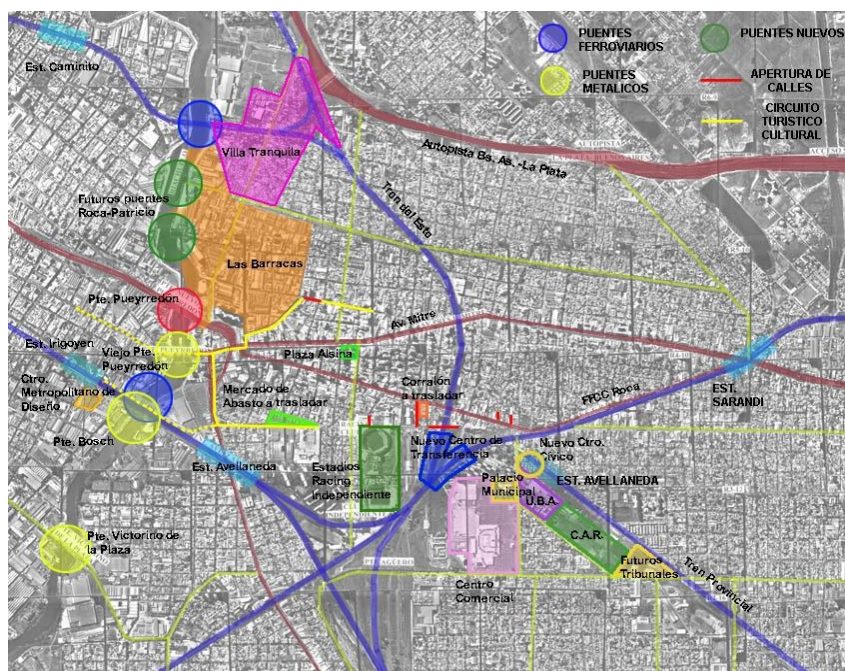 PUENTES
FERROVIARIOS
PUENTES NUEVOS
PUENTES
METALICOS
APERTURA DE
CALLES
CIRCUITO
TURISTICO
CULTURAL
Est. Caminito
Villa Tranquila
Autopista Bs. As. -La Plata
AUTOPISTA
ACCESO
Futuros puentes
Roca-Patricio
Tren del Este
Las Barracas
Pte. Pueyrredón
Av. Mitre
Est. Irigoyen
Viejo Pte.
Pueyrredón
Plaza Alsina
Ctro.
Metropolitano de
Diseño
Mercado de
Abasto a trasladar
Corralón
a trasladar
FFCC Roca
EST.
SARANDI
Pte. Bosch
Est. Avellaneda
Estadios
Racing
Independiente
Nuevo Centro de
Transferencia
Nuevo Ctro.
Cívico
Palacio
Municipal
EST. AVELLANEDA
U.B.A.
C.A.R.
Pte. Victorino de
la Plaza
Centro
Comercial
Futuros
Tribunales
Tren Provincial